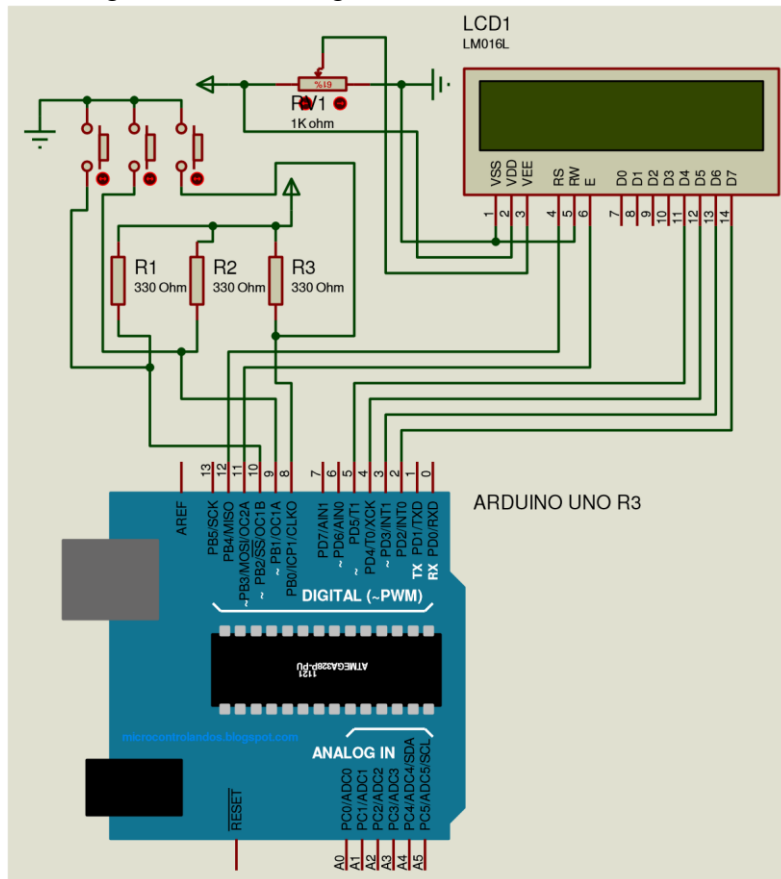 LCD1
LM016L
61%
RV1
1K ohm
VSS
VDD
VEE
RS
RW
E
D0
D1
D2
D3
D4
D5
D6
D7
1
2
3
4
5
6
7
8
9
10
11
12
13
14
R1
330 Ohm
R2
330 Ohm
R3
330 Ohm
13
12
11
10
9
8
7
6
5
4
3
2
1
0
ARDUINO UNO R3
AREF
PB5/SCK
PB4/MISO
~PB3/MOSI/OC2A
~ PB2/SS/OC1B
~ PB1/OC1A
PB0/ICP1/CLKO
PD7/AIN1
~PD6/AIN0
~ PD5/T1
PD4/T0/XCK
~PD3/INT1
PD2/INT0
TX PD1/TXD
RX PD0/RXD
DIGITAL (~PWM)
ATMEGA328P-PU
1121
microcontrolandos.blogspot.com
ANALOG IN
RESET
PC0/ADC0
PC1/ADC1
PC2/ADC2
PC3/ADC3
PC4/ADC4/SDA
PC5/ADC5/SCL
A0
A1
A2
A3
A4
A5